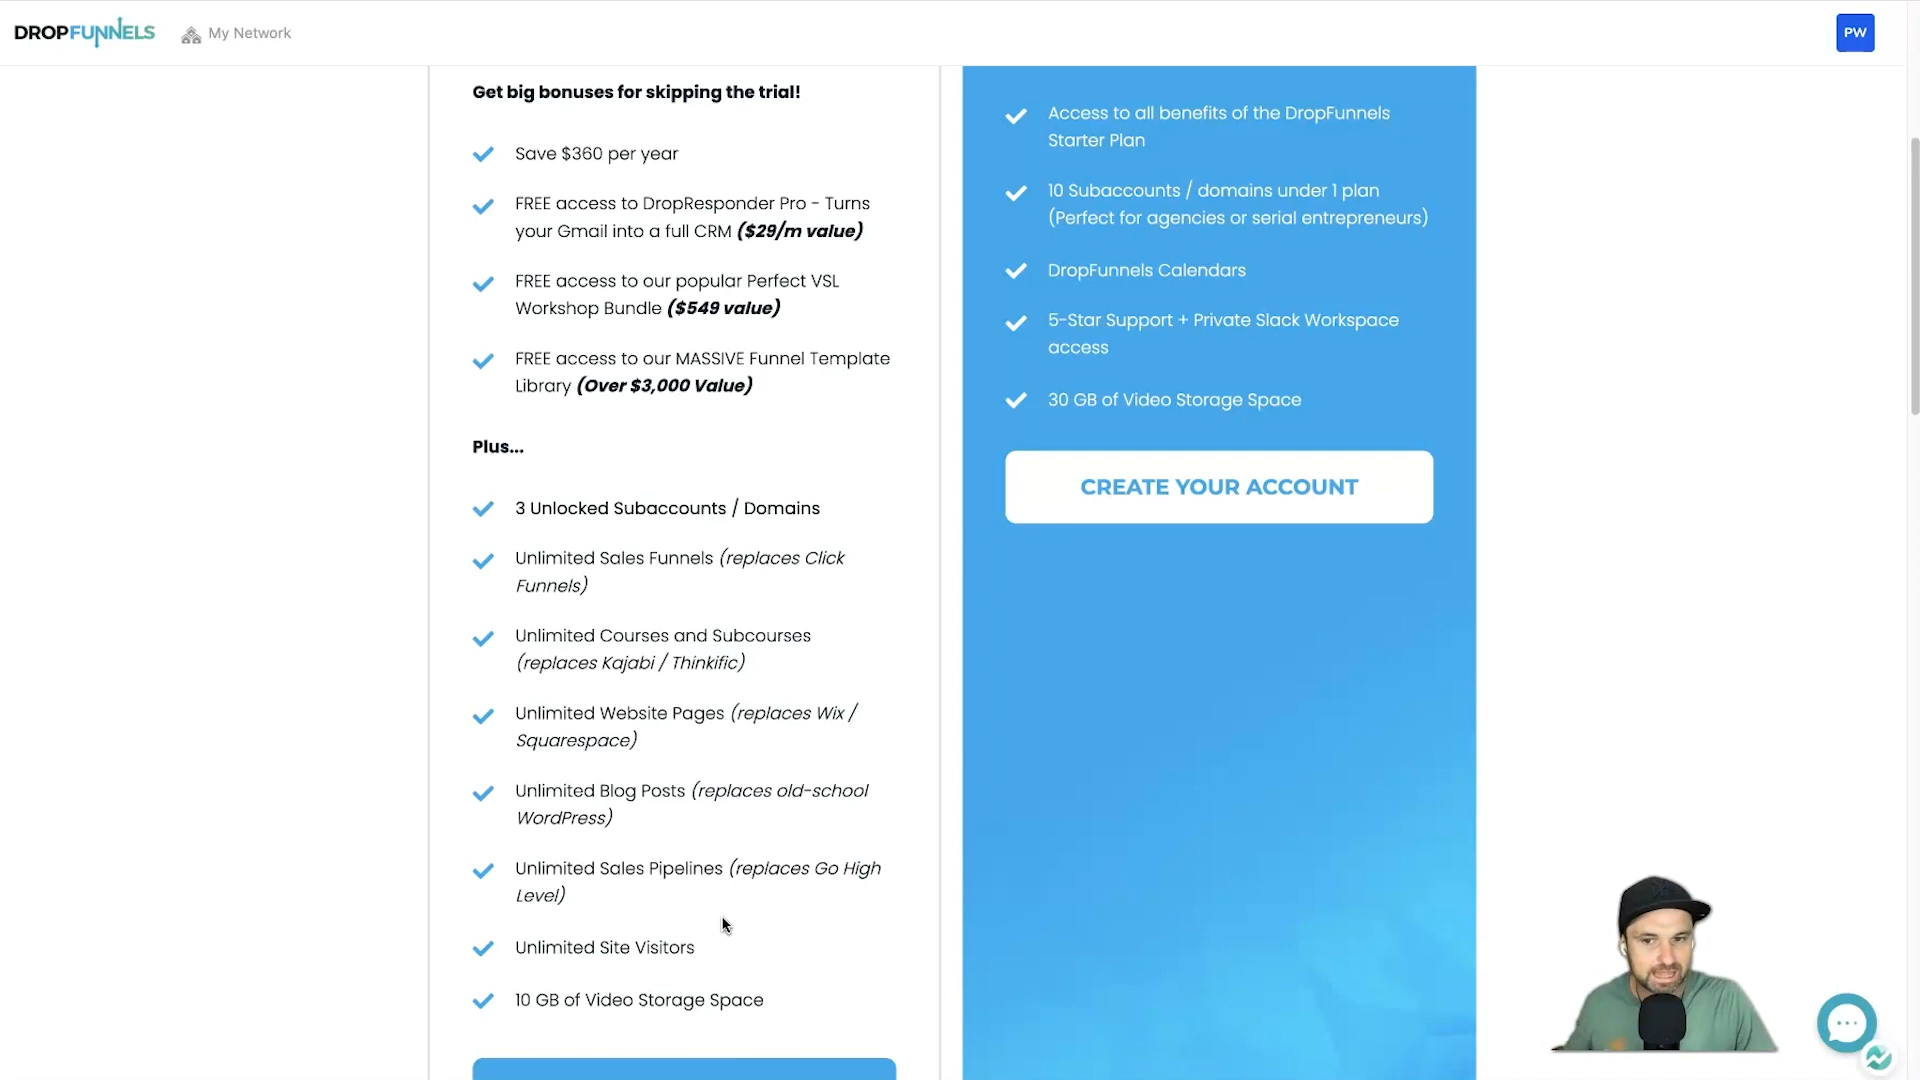 DROPFUNNELS
My Network
PW
Get big bonuses for skipping the trial!
Save $360 per year
FREE access to DropResponder Pro - Turns
your Gmail into a full CRM ($29/m value)
FREE access to our popular Perfect VSL
Workshop Bundle ($549 value)
FREE access to our MASSIVE Funnel Template
Library (Over $3,000 Value)
Plus...
3 Unlocked Subaccounts / Domains
Unlimited Sales Funnels (replaces Click
Funnels)
Unlimited Courses and Subcourses
(replaces Kajabi / Thinkific)
Unlimited Website Pages (replaces Wix /
Squarespace)
Unlimited Blog Posts (replaces old-school
WordPress)
Unlimited Sales Pipelines (replaces Go High
Level)
Unlimited Site Visitors
10 GB of Video Storage Space
Access to all benefits of the DropFunnels
Starter Plan
10 Subaccounts / domains under 1 plan
(Perfect for agencies or serial entrepreneurs)
DropFunnels Calendars
5-Star Support + Private Slack Workspace
access
30 GB of Video Storage Space
CREATE YOUR ACCOUNT